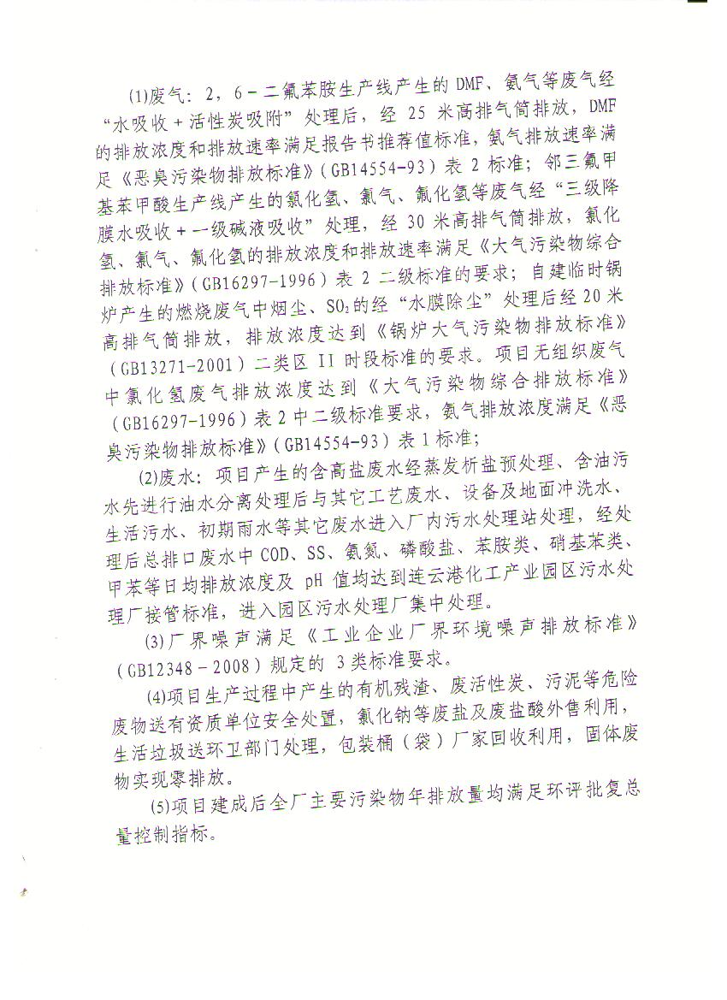 ⑴废气：2，6－二氟苯胺生产线产生的 DMF、氨气等废气经
“水吸收＋活性炭吸附”处理后，经 25 米高排气筒排放，DMF
的排放浓度和排放速率满足报告书推荐值标准，氨气排放速率满
足《恶臭污染物排放标准》（GB14554-93）表 2 标准；邻三氟甲
基苯甲酸生产线产生的氯化氢、氯气、氟化氢等废气经“三级降
膜水吸收＋一级碱液吸收”处理，经 30 米高排气筒排放，氯化
氢、氯气、氟化氢的排放浓度和排放速率满足《大气污染物综合
排放标准》（GB16297-1996）表 2 二级标准的要求；自建临时锅
炉产生的燃烧废气中烟尘、SO₂的经“水膜除尘”处理后经 20 米
高排气筒排放，排放浓度达到《锅炉大气污染物排放标准》
（GB13271-2001）二类区 II 时段标准的要求。项目无组织废气
中氯化氢废气排放浓度达到《大气污染物综合排放标准》
（GB16297-1996）表 2 中二级标准要求，氨气排放浓度满足《恶
臭污染物排放标准》（GB14554-93）表 1 标准；
⑵废水：项目产生的含高盐废水经蒸发析盐预处理、含油污
水先进行油水分离处理后与其它工艺废水、设备及地面冲洗水、
生活污水、初期雨水等其它废水进入厂内污水处理站处理，经处
理后总排口废水中 COD、SS、氨氮、磷酸盐、苯胺类、硝基苯类、
甲苯等日均排放浓度及 pH 值均达到连云港化工产业园区污水处
理厂接管标准，进入园区污水处理厂集中处理。
⑶厂界噪声满足《工业企业厂界环境噪声排放标准》
（GB12348－2008）规定的 3 类标准要求。
⑷项目生产过程中产生的有机残渣、废活性炭、污泥等危险
废物送有资质单位安全处置，氯化钠等废盐及废盐酸外售利用，
生活垃圾送环卫部门处理，包装桶（袋）厂家回收利用，固体废
物实现零排放。
⑸项目建成后全厂主要污染物年排放量均满足环评批复总
量控制指标。